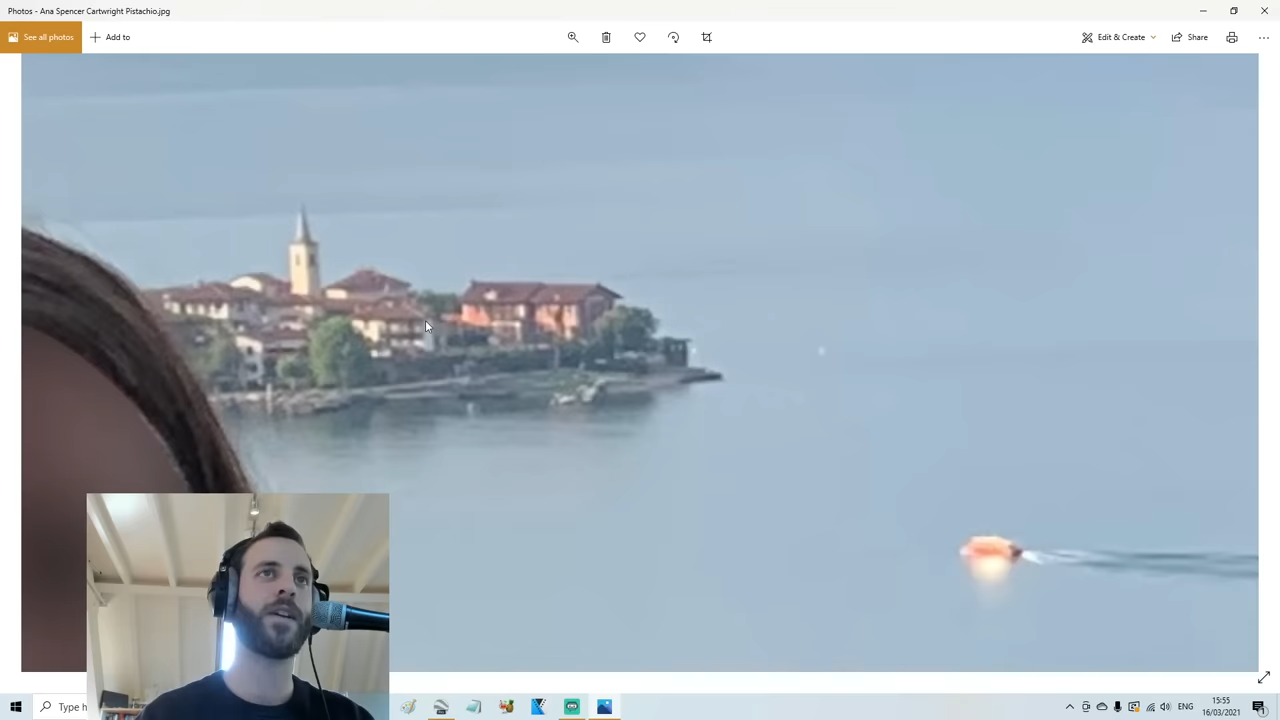 Photos - Ana Spencer Cartwright Pistachio.jpg
See all photos
Add to
Edit & Create
Share
Type h
ENG
15:55
16/03/2021